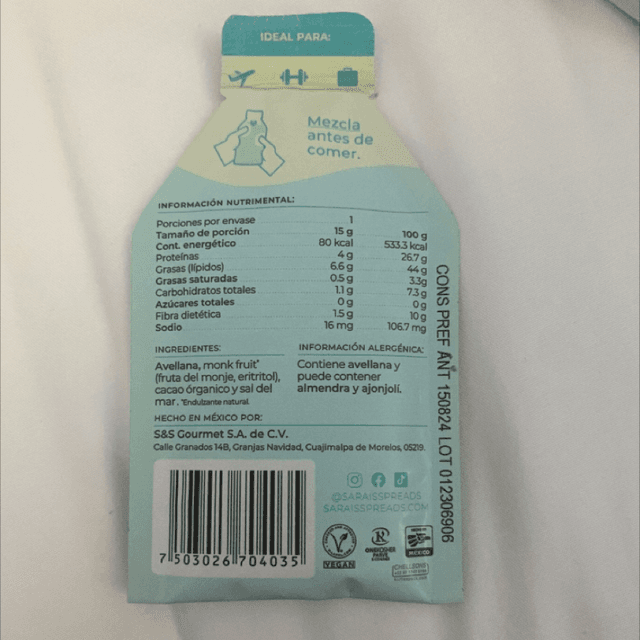 IDEAL PARA:
Mezcla
antes de
comer.
INFORMACIÓN NUTRIMENTAL:
Porciones por envase 1
Tamaño de porción 15 g 100 g
Cont. energético 80 kcal 533.3 kcal
Proteínas 4 g 26.7 g
Grasas (lípidos) 6.6 g 44 g
Grasas saturadas 0.5 g 3.3g
Carbohidratos totales 1.1 g 7.3 g
Azúcares totales 0 g 0 g
Fibra dietética 1.5 g 10 g
Sodio 16 mg 106.7 mg
INGREDIENTES:
Avellana, monk fruit*
(fruta del monje, eritritol),
cacao órganico y sal del
mar. *Endulzante natural.
INFORMACIÓN ALERGÉNICA:
Contiene avellana y
puede contener
almendra y ajonjolí.
HECHO EN MÉXICO POR:
S&S Gourmet S.A. de C.V.
Calle Granados 14B, Granjas Navidad, Cuajimalpa de Morelos, 05219.
CONS PREF ANT 150824 LOT 012306906
@SARAISSPREADS
SARAISSPREADS.COM
7 503026 704035
VEGAN
MÉXICO